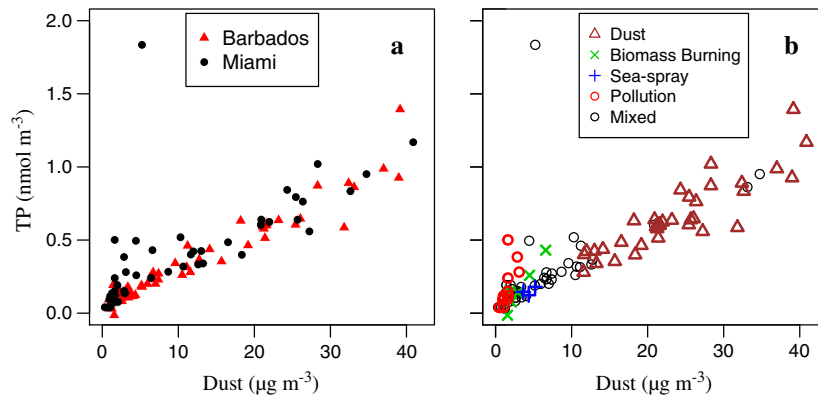 Barbados
Miami
a
TP (nmol m-3)
2.0
1.5
1.0
0.5
0.0
0 10 20 30 40
Dust (µg m-3)
Dust
Biomass Burning
Sea-spray
Pollution
Mixed
b
0 10 20 30 40
Dust (µg m-3)